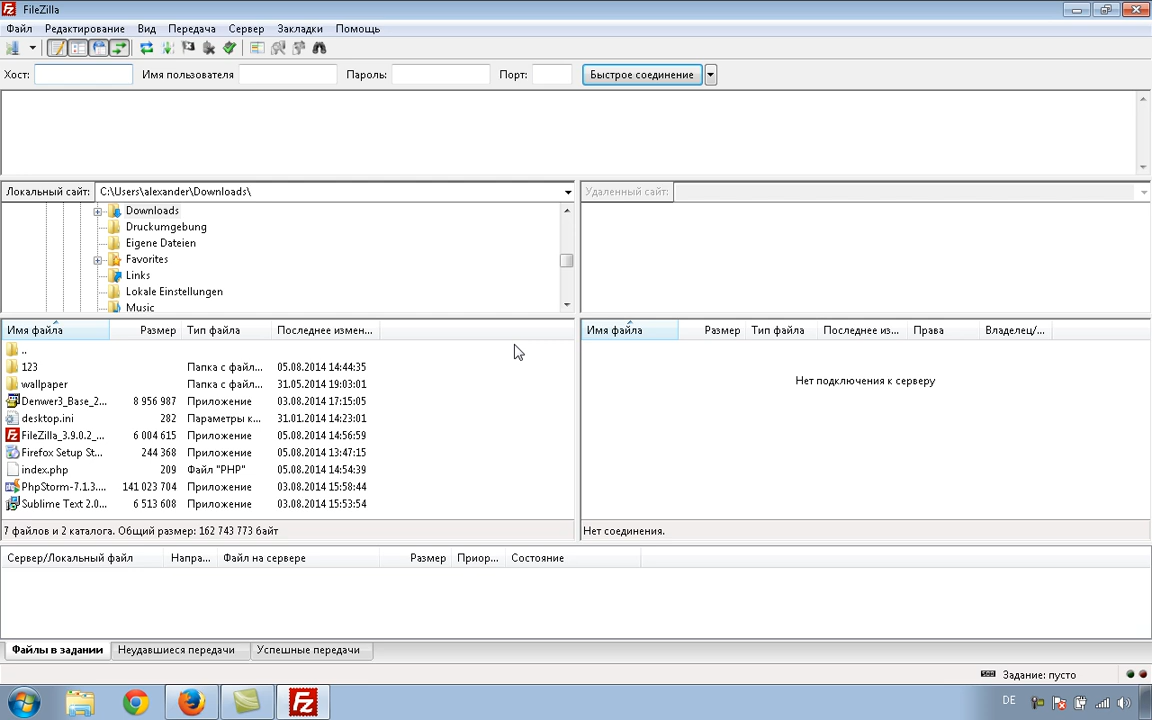 FileZilla
Файл Редактирование Вид Передача Сервер Закладки Помощь
Хост: Имя пользователя Пароль: Порт: Быстрое соединение
Локальный сайт: C:\Users\alexander\Downloads\
Downloads
Druckumgebung
Eigene Dateien
Favorites
Links
Lokale Einstellungen
Music
Удаленный сайт:
Имя файла Размер Тип файла Последнее измен...
..
123 Папка с файл... 05.08.2014 14:44:35
wallpaper Папка с файл... 31.05.2014 19:03:01
Denwer3_Base_2... 8 956 987 Приложение 03.08.2014 17:15:05
desktop.ini 282 Параметры к... 31.01.2014 14:23:01
FileZilla_3.9.0.2_... 6 004 615 Приложение 05.08.2014 14:56:59
Firefox Setup St... 244 368 Приложение 05.08.2014 13:47:15
index.php 209 Файл "PHP" 05.08.2014 14:54:39
PhpStorm-7.1.3.... 141 023 704 Приложение 03.08.2014 15:58:44
Sublime Text 2.0... 6 513 608 Приложение 03.08.2014 15:53:54
7 файлов и 2 каталога. Общий размер: 162 743 773 байт
Имя файла Размер Тип файла Последнее из... Права Владелец/...
Нет подключения к серверу
Нет соединения.
Сервер/Локальный файл Напра... Файл на сервере Размер Приор... Состояние
Файлы в задании Неудавшиеся передачи Успешные передачи
Задание: пусто
DE